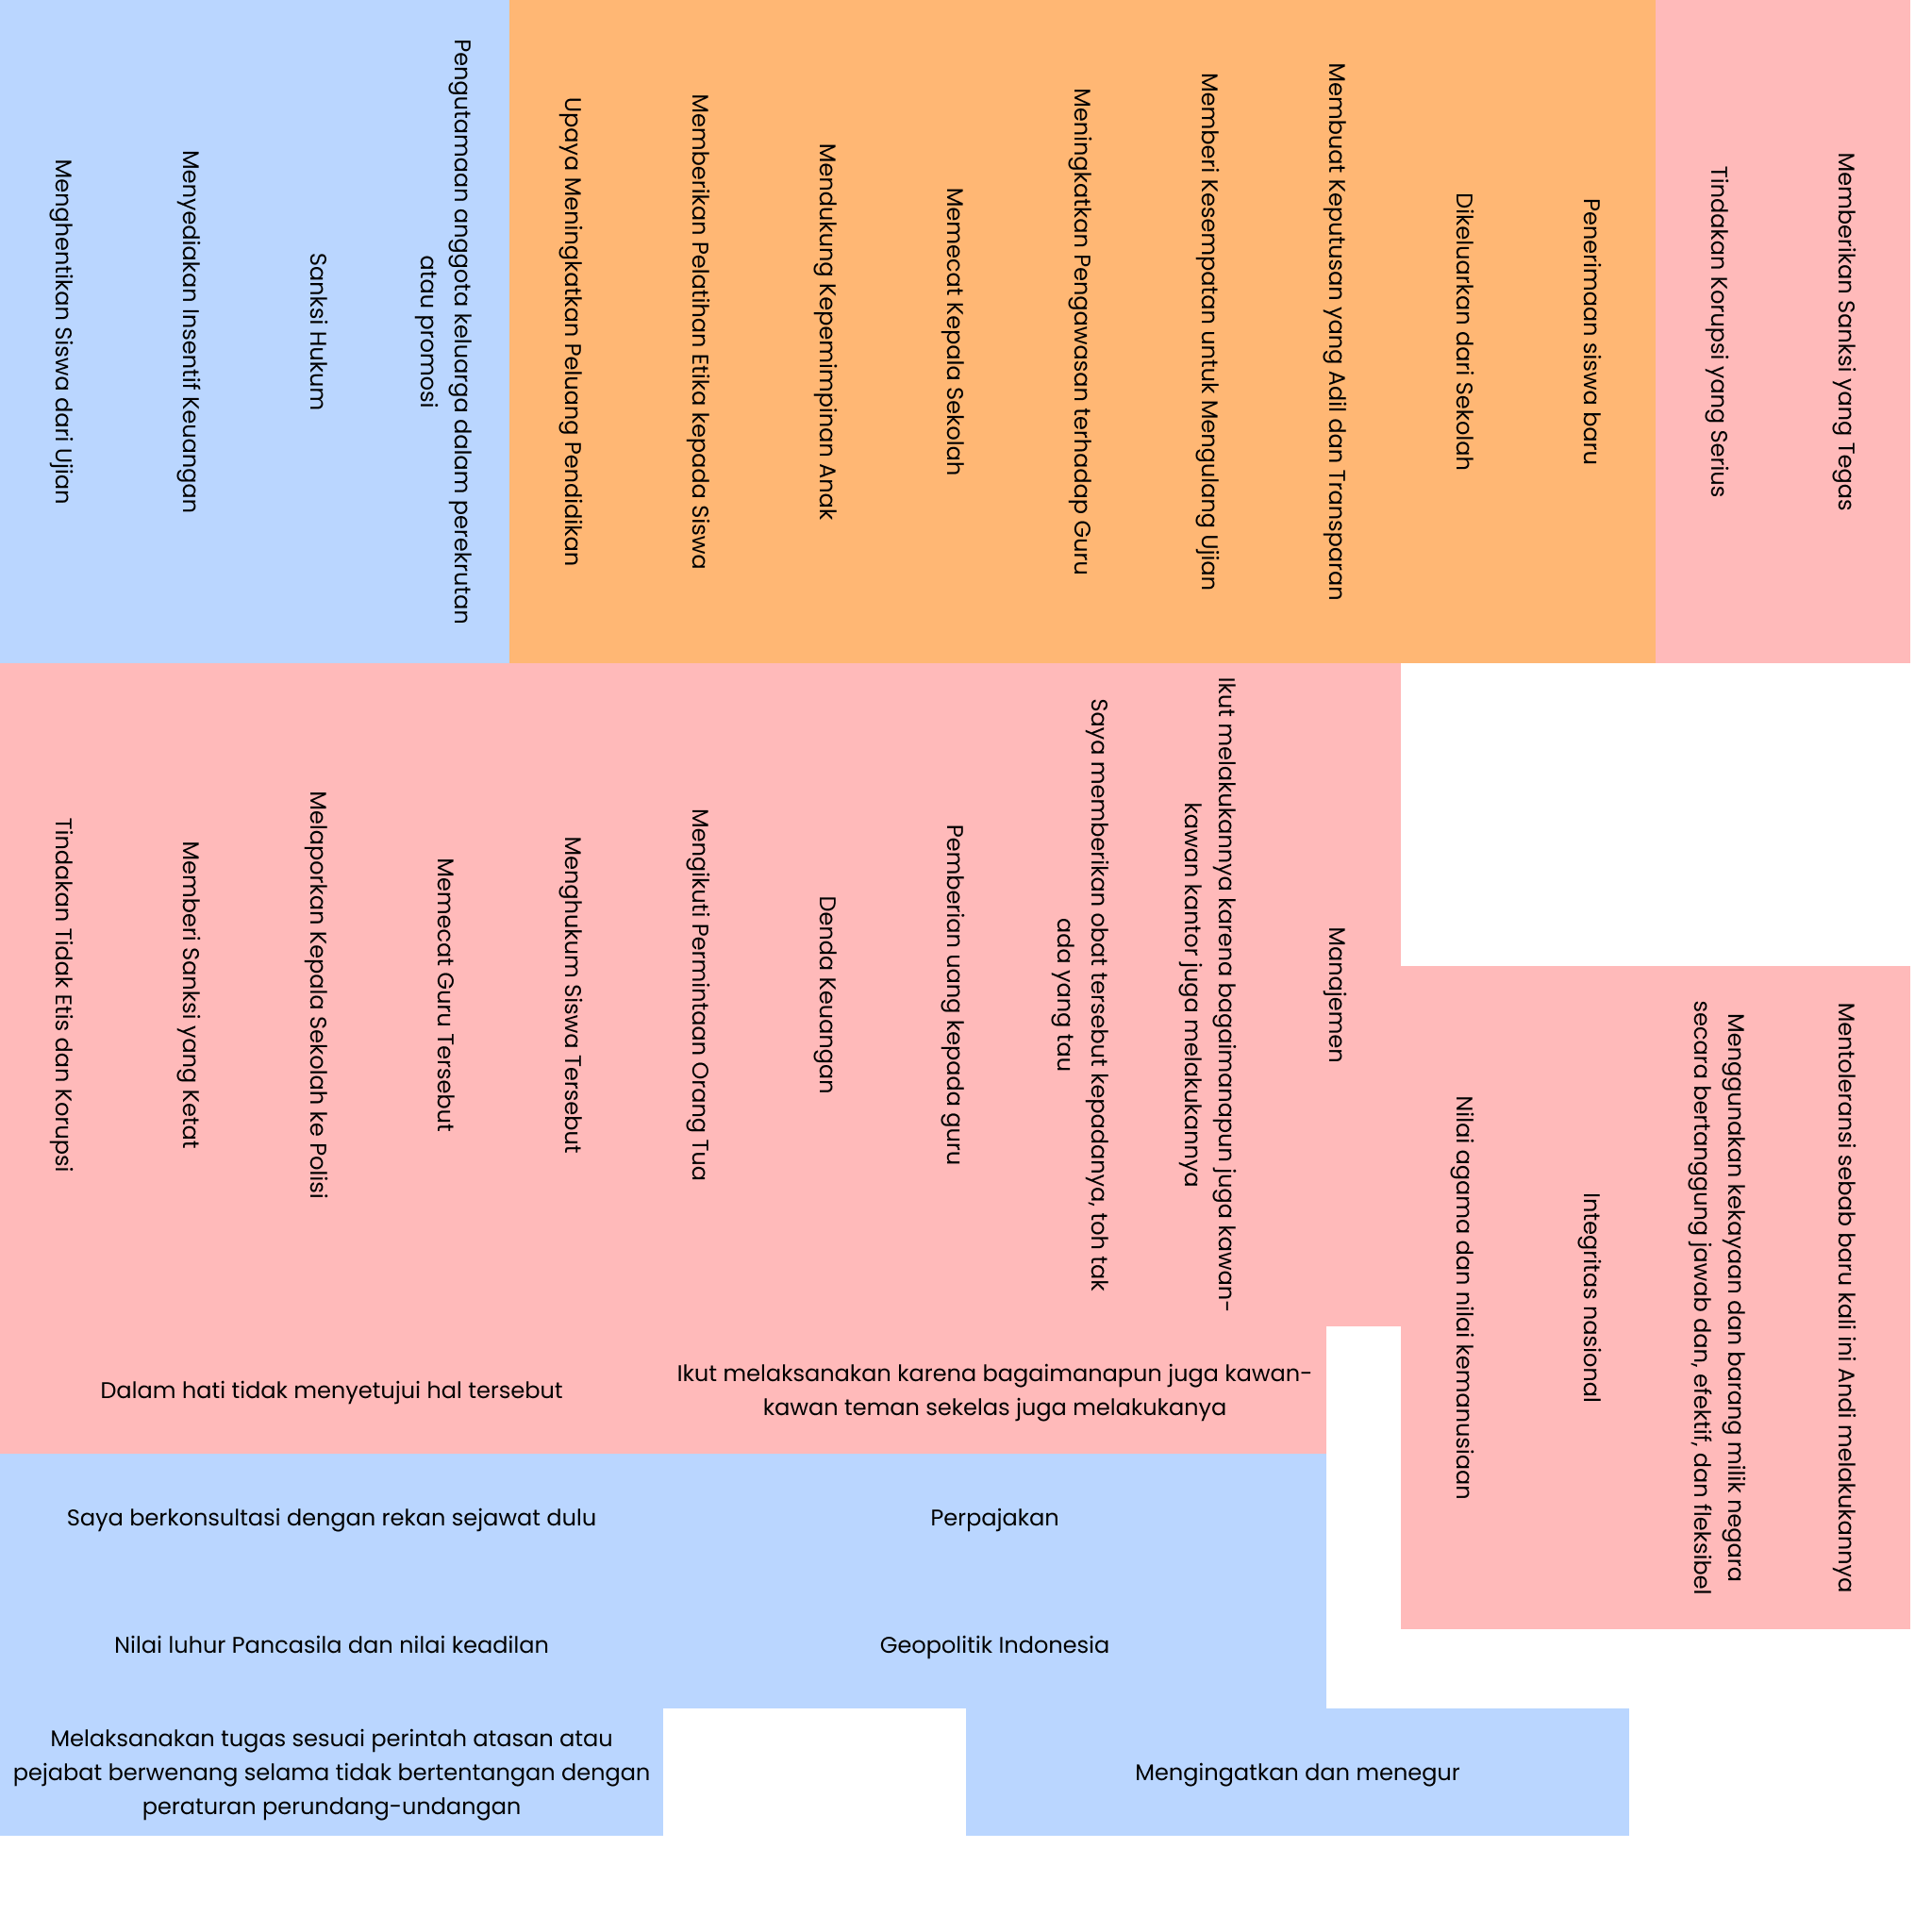 Menghentikan Siswa dari Ujian
Menyediakan Insentif Keuangan
Sanksi Hukum
Pengutamaan anggota keluarga dalam perekrutan
atau promosi
Upaya Meningkatkan Peluang Pendidikan
Memberikan Pelatihan Etika kepada Siswa
Mendukung Kepemimpinan Anak
Memecat Kepala Sekolah
Meningkatkan Pengawasan terhadap Guru
Memberi Kesempatan untuk Mengulang Ujian
Membuat Keputusan yang Adil dan Transparan
Dikeluarkan dari Sekolah
Penerimaan siswa baru
Tindakan Korupsi yang Serius
Memberikan Sanksi yang Tegas
Tindakan Tidak Etis dan Korupsi
Memberi Sanksi yang Ketat
Melaporkan Kepala Sekolah ke Polisi
Memecat Guru Tersebut
Menghukum Siswa Tersebut
Mengikuti Permintaan Orang Tua
Denda Keuangan
Pemberian uang kepada guru
Saya memberikan obat tersebut kepadanya, toh tak
ada yang tau
Ikut melakukannya karena bagaimanapun juga kawan-
kawan kantor juga melakukannya
Manajemen
Nilai agama dan nilai kemanusiaan
Integritas nasional
Menggunakan kekayaan dan barang milik negara
secara bertanggung jawab dan, efektif, dan fleksibel
Mentoleransi sebab baru kali ini Andi melakukannya
Dalam hati tidak menyetujui hal tersebut
Ikut melaksanakan karena bagaimanapun juga kawan-
kawan teman sekelas juga melakukanya
Saya berkonsultasi dengan rekan sejawat dulu
Perpajakan
Nilai luhur Pancasila dan nilai keadilan
Geopolitik Indonesia
Melaksanakan tugas sesuai perintah atasan atau
pejabat berwenang selama tidak bertentangan dengan
peraturan perundang-undangan
Mengingatkan dan menegur